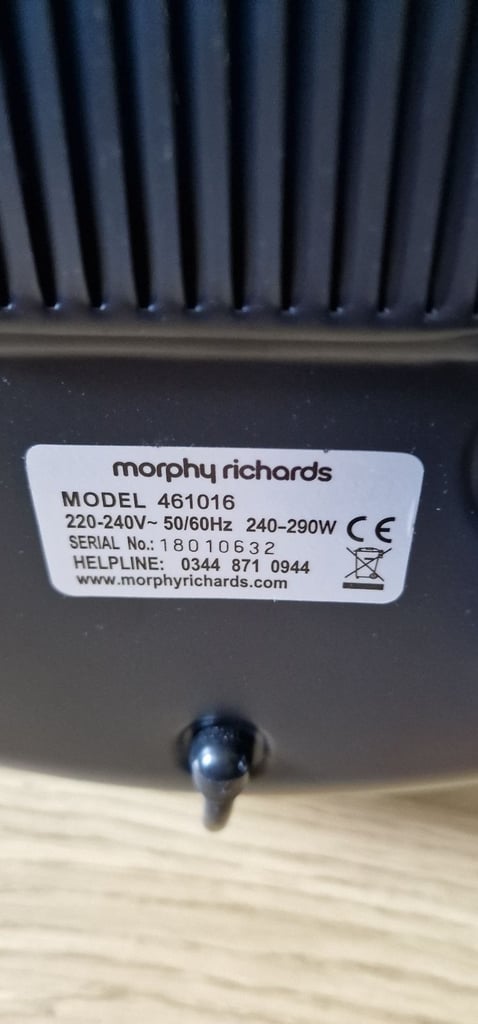 morphy richards
MODEL 461016
220-240V~ 50/60Hz 240-290W CE
SERIAL No.: 18010632
HELPLINE: 0344 871 0944
www.morphyrichards.com